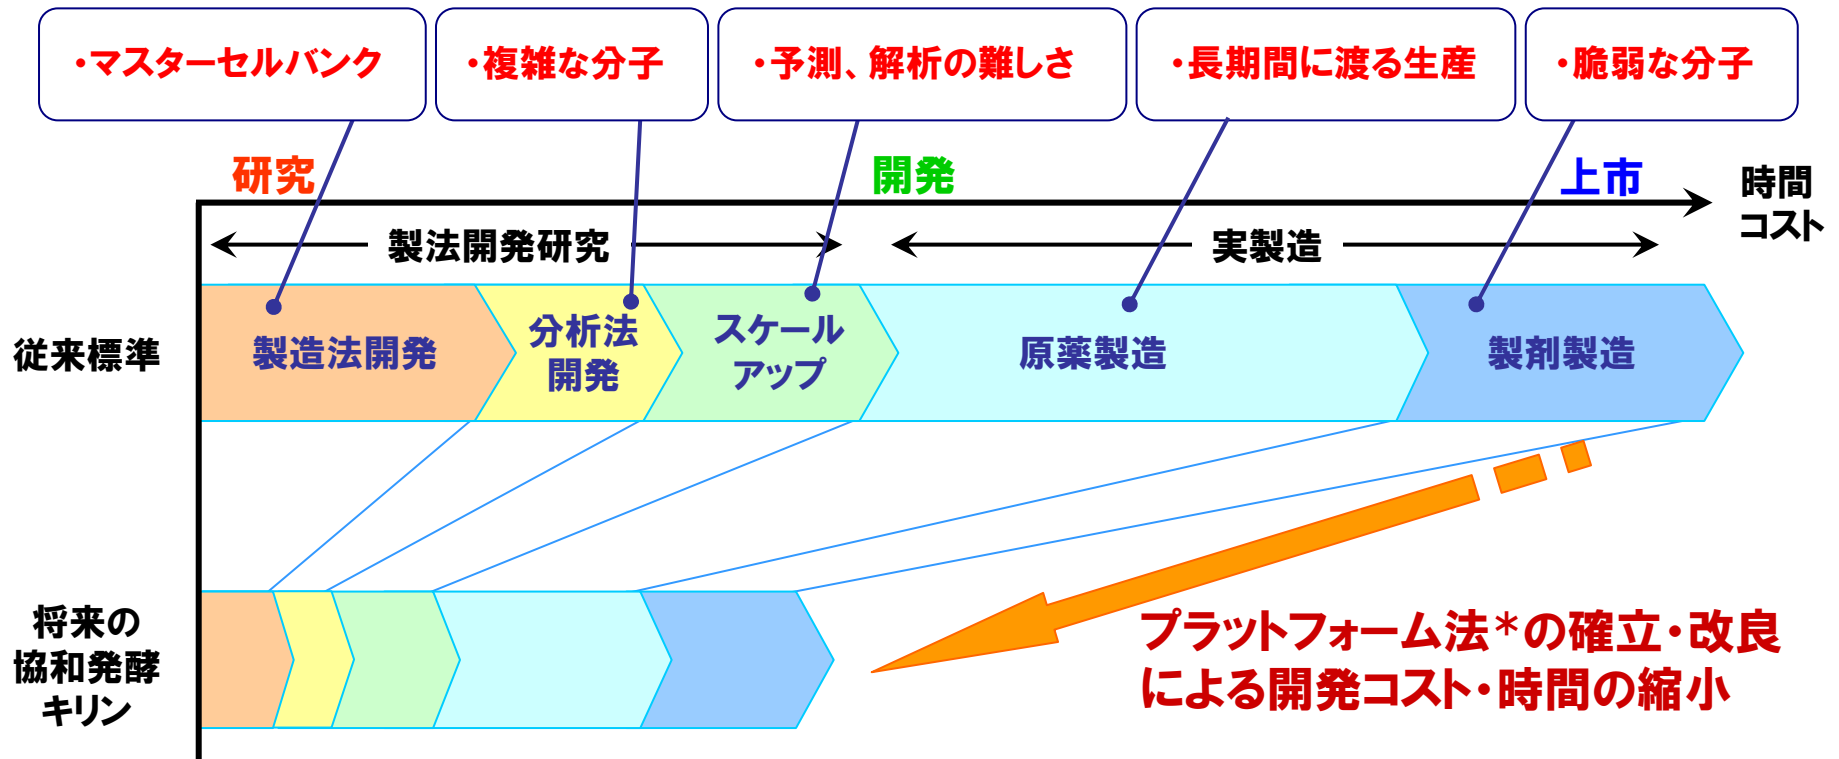 ・マスターセルバンク
・複雑な分子
・予測、解析の難しさ
・長期間に渡る生産
・脆弱な分子
研究
開発
上市
時間
コスト
製法開発研究
実製造
従来標準
製造法開発
分析法
開発
スケール
アップ
原薬製造
製剤製造
将来の
協和発酵
キリン
プラットフォーム法*の確立・改良
による開発コスト・時間の縮小